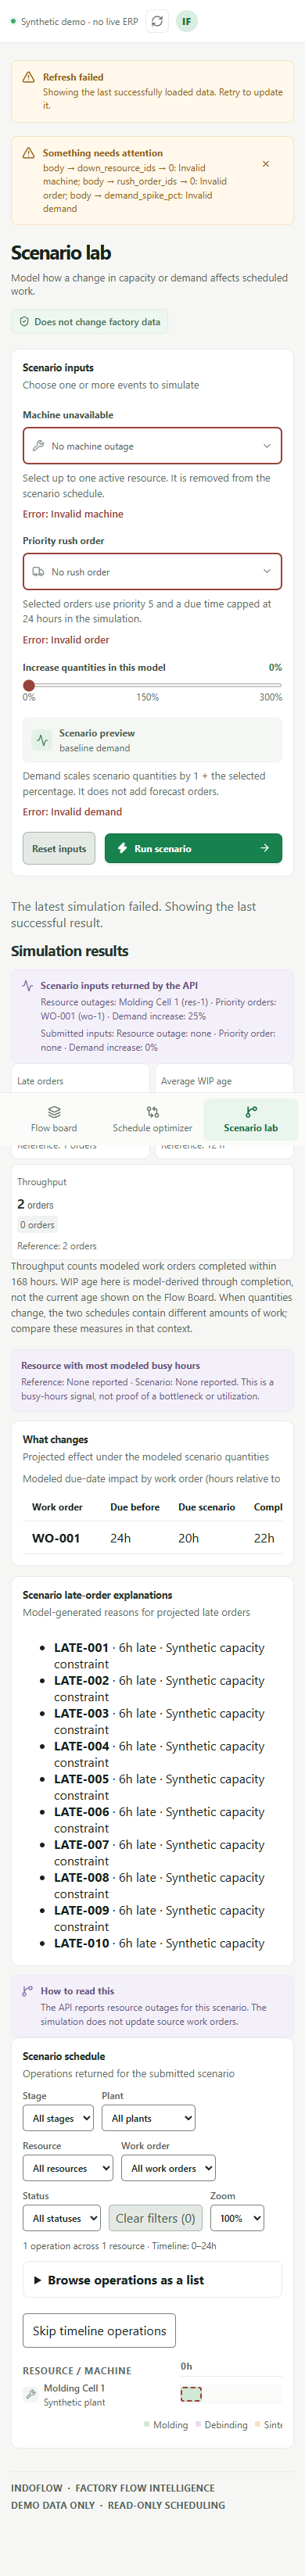 Synthetic demo · no live ERP
IF
Refresh failed
Showing the last successfully loaded data. Retry to update
it.
Something needs attention
body → down_resource_ids → 0: Invalid
machine; body → rush_order_ids → 0: Invalid
order; body → demand_spike_pct: Invalid
demand
Scenario lab
Model how a change in capacity or demand affects scheduled
work.
Does not change factory data
Scenario inputs
Choose one or more events to simulate
Machine unavailable
No machine outage
Select up to one active resource. It is removed from the
scenario schedule.
Error: Invalid machine
Priority rush order
No rush order
Selected orders use priority 5 and a due time capped at
24 hours in the simulation.
Error: Invalid order
Increase quantities in this model 0%
0% 150% 300%
Scenario preview
baseline demand
Demand scales scenario quantities by 1 + the selected
percentage. It does not add forecast orders.
Error: Invalid demand
Reset inputs Run scenario
The latest simulation failed. Showing the last
successful result.
Simulation results
Scenario inputs returned by the API
Resource outages: Molding Cell 1 (res-1) · Priority orders:
WO-001 (wo-1) · Demand increase: 25%
Submitted inputs: Resource outage: none · Priority order:
none · Demand increase: 0%
Late orders Average WIP age
Flow board Schedule optimizer Scenario lab
Reference: 1 orders Reference: 12 h
Throughput
2 orders
0 orders
Reference: 2 orders
Throughput counts modeled work orders completed within
168 hours. WIP age here is model-derived through completion,
not the current age shown on the Flow Board. When quantities
change, the two schedules contain different amounts of work;
compare these measures in that context.
Resource with most modeled busy hours
Reference: None reported · Scenario: None reported. This is a
busy-hours signal, not proof of a bottleneck or utilization.
What changes
Projected effect under the modeled scenario quantities
Modeled due-date impact by work order (hours relative to
Work order Due before Due scenario Compl
WO-001 24h 20h 22h
Scenario late-order explanations
Model-generated reasons for projected late orders
• LATE-001 · 6h late · Synthetic capacity
constraint
• LATE-002 · 6h late · Synthetic capacity
constraint
• LATE-003 · 6h late · Synthetic capacity
constraint
• LATE-004 · 6h late · Synthetic capacity
constraint
• LATE-005 · 6h late · Synthetic capacity
constraint
• LATE-006 · 6h late · Synthetic capacity
constraint
• LATE-007 · 6h late · Synthetic capacity
constraint
• LATE-008 · 6h late · Synthetic capacity
constraint
• LATE-009 · 6h late · Synthetic capacity
constraint
• LATE-010 · 6h late · Synthetic capacity
How to read this
The API reports resource outages for this scenario. The
simulation does not update source work orders.
Scenario schedule
Operations returned for the submitted scenario
Stage Plant
All stages All plants
Resource Work order
All resources All work orders
Status Zoom
All statuses Clear filters (0) 100%
1 operation across 1 resource · Timeline: 0–24h
Browse operations as a list
Skip timeline operations
RESOURCE / MACHINE 0h
Molding Cell 1
Synthetic plant
Molding Debinding Sinte
INDOFLOW · FACTORY FLOW INTELLIGENCE
DEMO DATA ONLY · READ-ONLY SCHEDULING